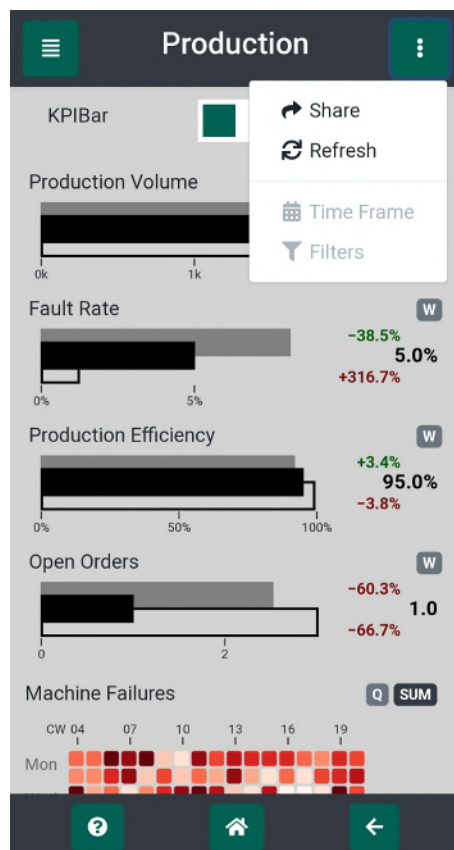 Production
KPIBar
Share
Refresh
Time Frame
Filters
Production Volume
0k
1k
Fault Rate
W
−38.5%
5.0%
+316.7%
0%
5%
Production Efficiency
W
+3.4%
95.0%
−3.8%
0%
50%
100%
Open Orders
W
−60.3%
1.0
−66.7%
0
2
Machine Failures
Q SUM
CW 04 07 10 13 16 19
Mon